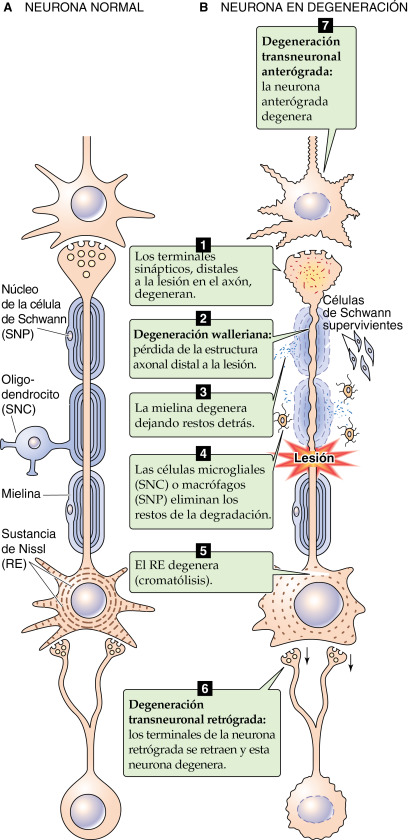 A NEURONA NORMAL
B NEURONA EN DEGENERACIÓN
7
Degeneración
transneuronal
anterógrada:
la neurona
anterógrada
degenera
1
Los terminales
sinápticos, distales
a la lesión en el axón,
degeneran.
Núcleo
de la célula
de Schwann
(SNP)
Células
de Schwann
supervivientes
2
Degeneración walleriana:
pérdida de la estructura
axonal distal a la lesión.
Oligo-
dendrocito
(SNC)
3
La mielina degenera
dejando restos detrás.
4
Las células microgliales
(SNC) o macrófagos
(SNP) eliminan los
restos de la degradación.
Lesión
Mielina
Sustancia
de Nissl
(RE)
5
El RE degenera
(cromatólisis).
6
Degeneración
transneuronal retrógrada:
los terminales de la neurona
retrógrada se retraen y esta
neurona degenera.